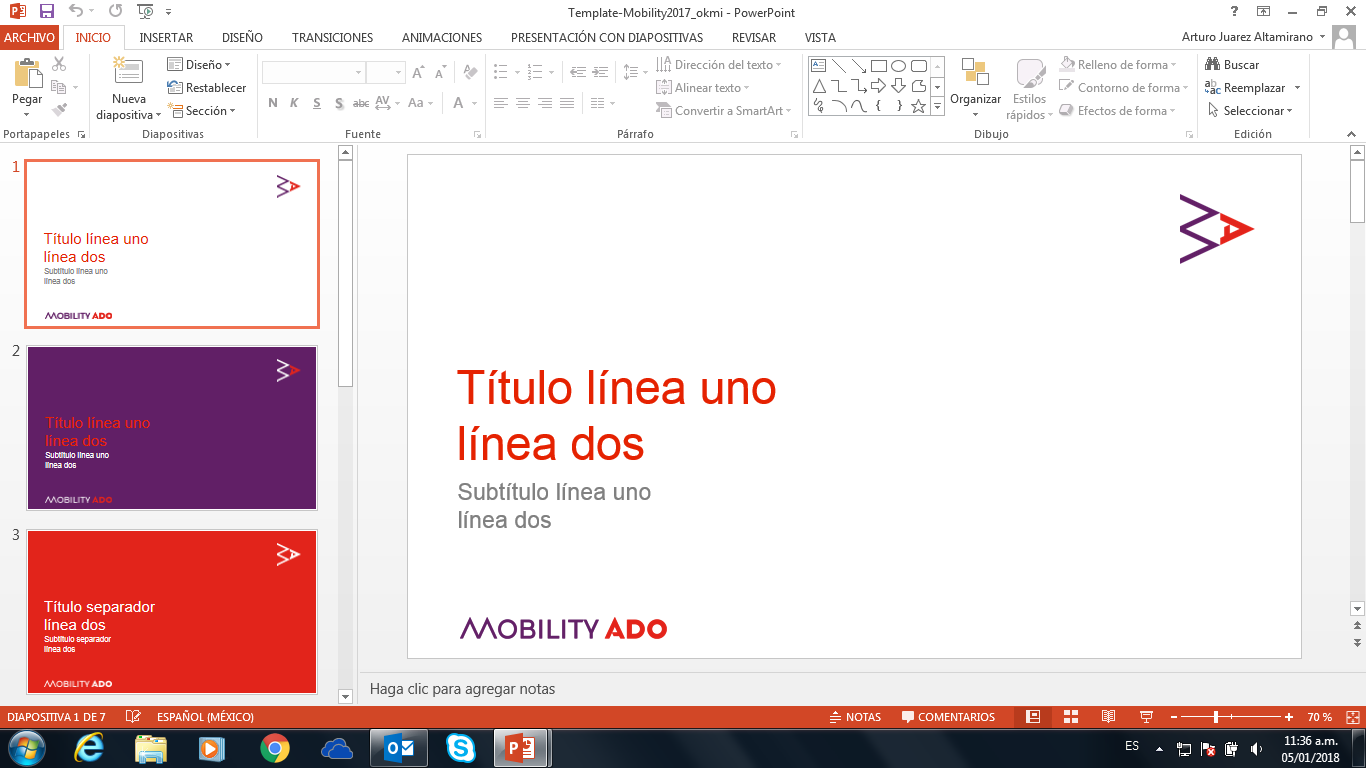 Template-Mobility2017_okmi - PowerPoint
?
ARCHIVO INICIO INSERTAR DISEÑO TRANSICIONES ANIMACIONES PRESENTACIÓN CON DIAPOSITIVAS REVISAR VISTA Arturo Juarez Altamirano
Pegar
Portapapeles
Nueva diapositiva
Diseño
Restablecer
Sección
Diapositivas
N K S S abc AV Aa A
Fuente
Dirección del texto
Alinear texto
Convertir a SmartArt
Párrafo
Organizar
Estilos rápidos
Relleno de forma
Contorno de forma
Efectos de forma
Dibujo
Buscar
Reemplazar
Seleccionar
Edición
1
Título línea uno
línea dos
Subtítulo línea uno
línea dos
MOBILITY ADO
2
Título línea uno
línea dos
Subtítulo línea uno
línea dos
MOBILITY ADO
3
Título separador
línea dos
Subtítulo separador
línea dos
MOBILITY ADO
Título línea uno
línea dos
Subtítulo línea uno
línea dos
MOBILITY ADO
Haga clic para agregar notas
DIAPOSITIVA 1 DE 7 ESPAÑOL (MÉXICO) NOTAS COMENTARIOS 70 %
ES
11:36 a.m.
05/01/2018